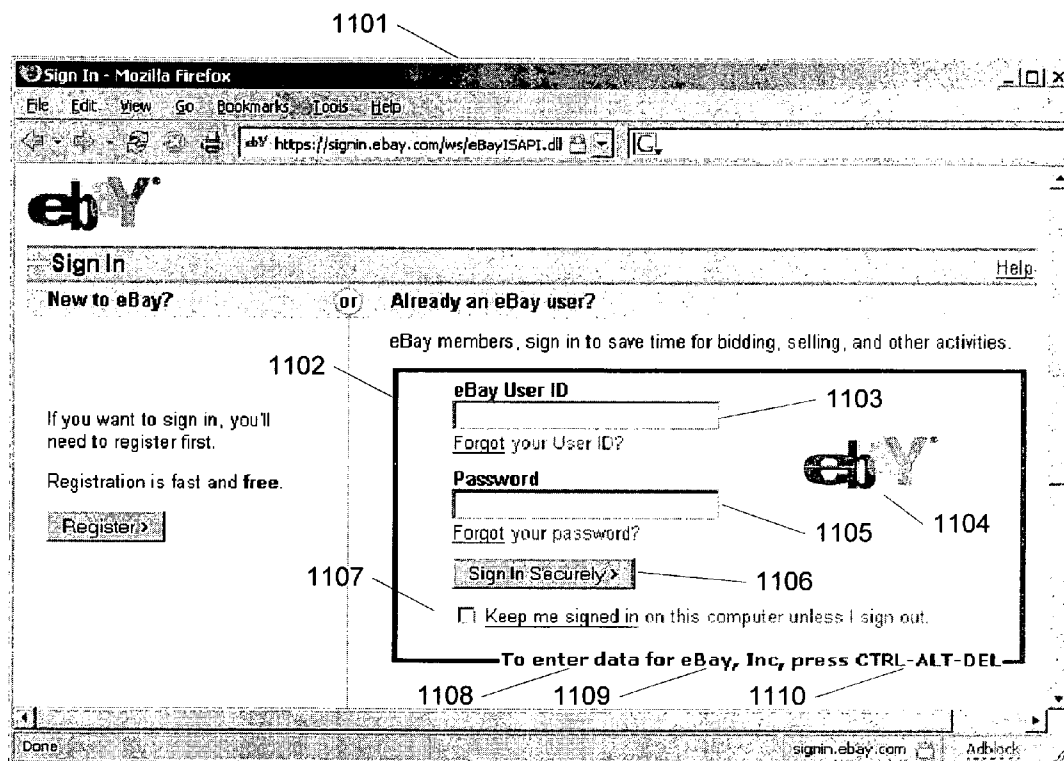 1101
Sign In - Mozilla Firefox
File Edit View Go Bookmarks Tools Help
ebY https://signin.ebay.com/ws/eBayISAPI.dll G
ebY®
Sign In Help
New to eBay? or Already an eBay user?
eBay members, sign in to save time for bidding, selling, and other activities.
1102
eBay User ID
1103
Forgot your User ID?
If you want to sign in, you'll
need to register first.
Registration is fast and free.
Register >
ebY®
1104
Password
1105
Forgot your password?
Sign In Securely >
1106
1107
Keep me signed in on this computer unless I sign out.
To enter data for eBay, Inc, press CTRL-ALT-DEL
1108 1109 1110
Done signin.ebay.com Adblock